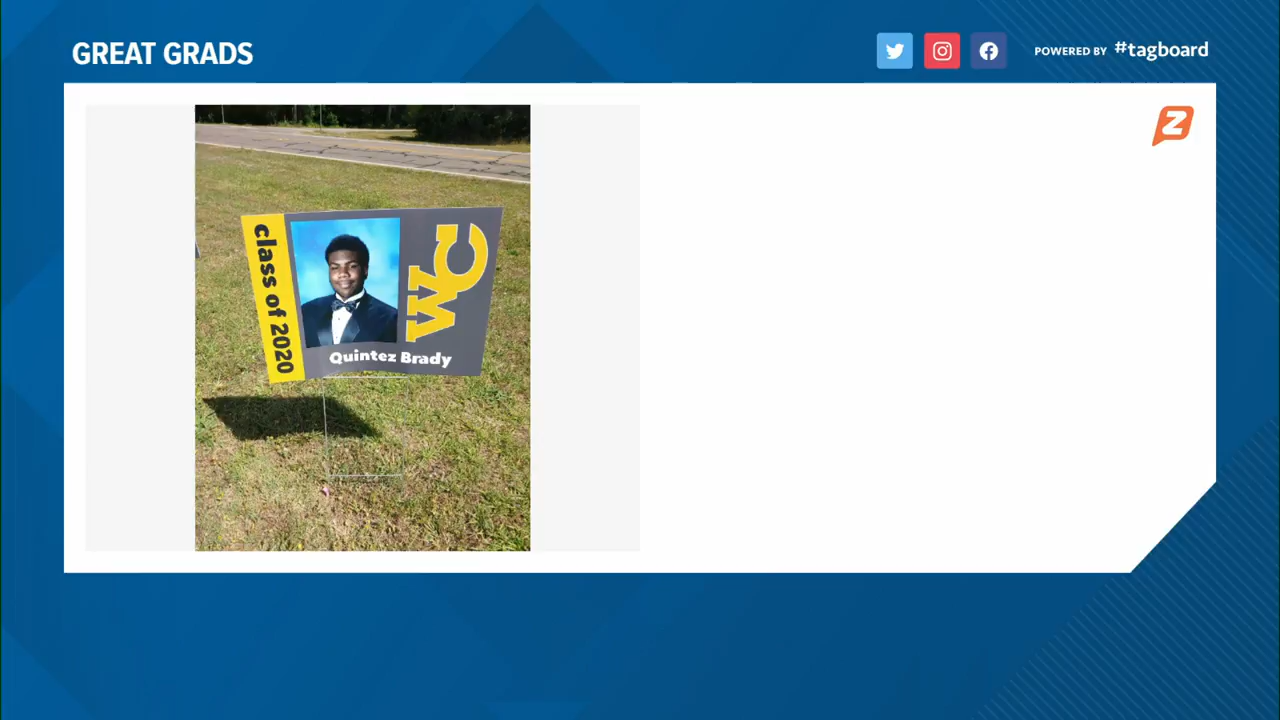 GREAT GRADS
POWERED BY #tagboard
Z
class of 2020
WC
Quintez Brady